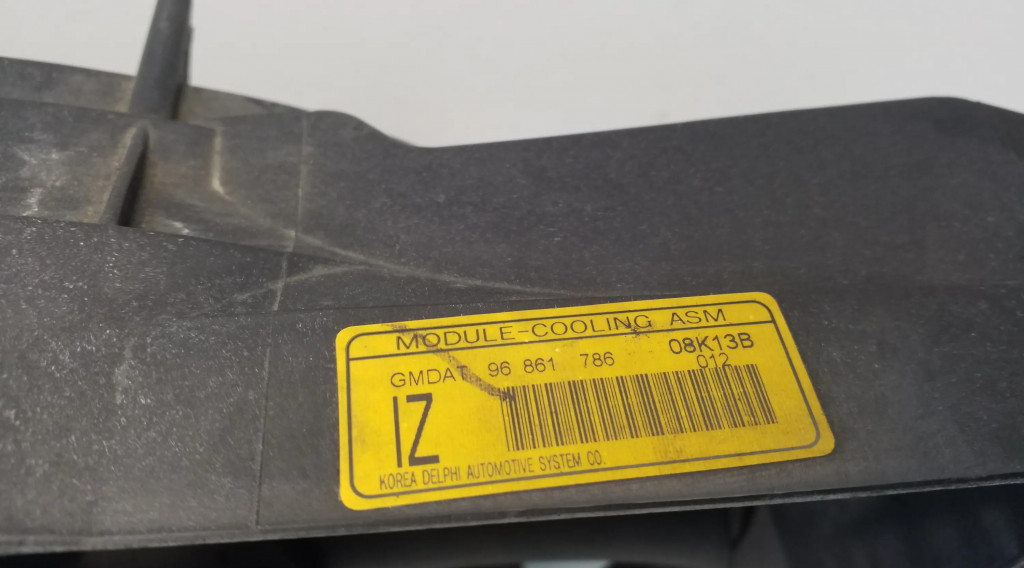 MODULE-COOLING ASM
GMDAT 96 861 786 08K13B
012
IZ
KOREA DELPHI AUTOMOTIVE SYSTEM CO.